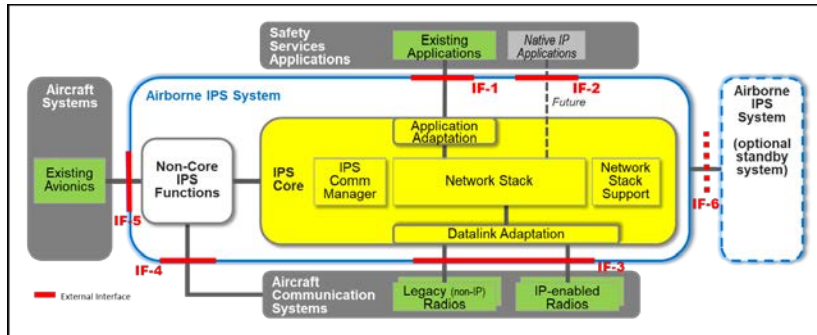 Safety
Services
Applications
Existing
Applications
Native IP
Applications
IF-1
IF-2
Future
Aircraft
Systems
Existing
Avionics
IF-5
Airborne IPS System
Non-Core
IPS
Functions
IPS
Core
Application
Adaptation
IPS
Comm
Manager
Network Stack
Network
Stack
Support
Datalink Adaptation
IF-4
IF-3
Aircraft
Communication
Systems
Legacy (non-IP)
Radios
IP-enabled
Radios
IF-6
Airborne
IPS
System
(optional
standby
system)
External Interface